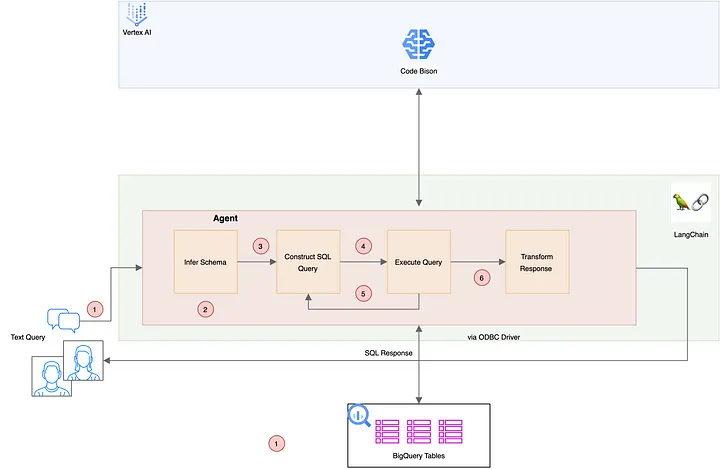 Vertex AI
Code Bison
LangChain
Agent
Infer Schema
3
Construct SQL
Query
4
Execute Query
Transform
Response
6
5
2
1
Text Query
via ODBC Driver
SQL Response
1
BigQuery Tables